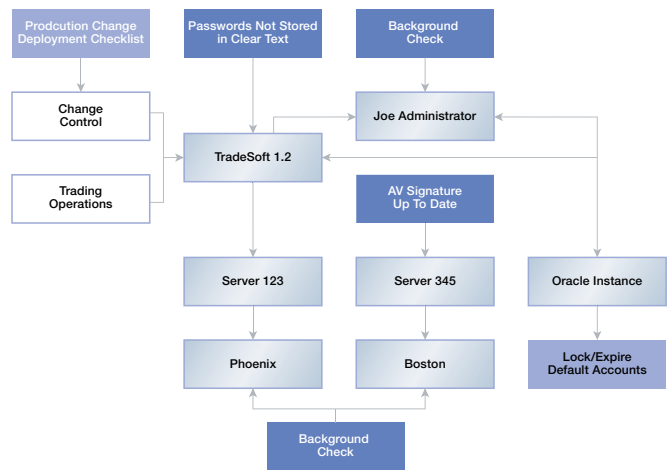 Prodcution Change
Deployment Checklist
Passwords Not Stored
in Clear Text
Background
Check
Change
Control
Joe Administrator
TradeSoft 1.2
Trading
Operations
AV Signature
Up To Date
Server 123
Server 345
Oracle Instance
Phoenix
Boston
Lock/Expire
Default Accounts
Background
Check